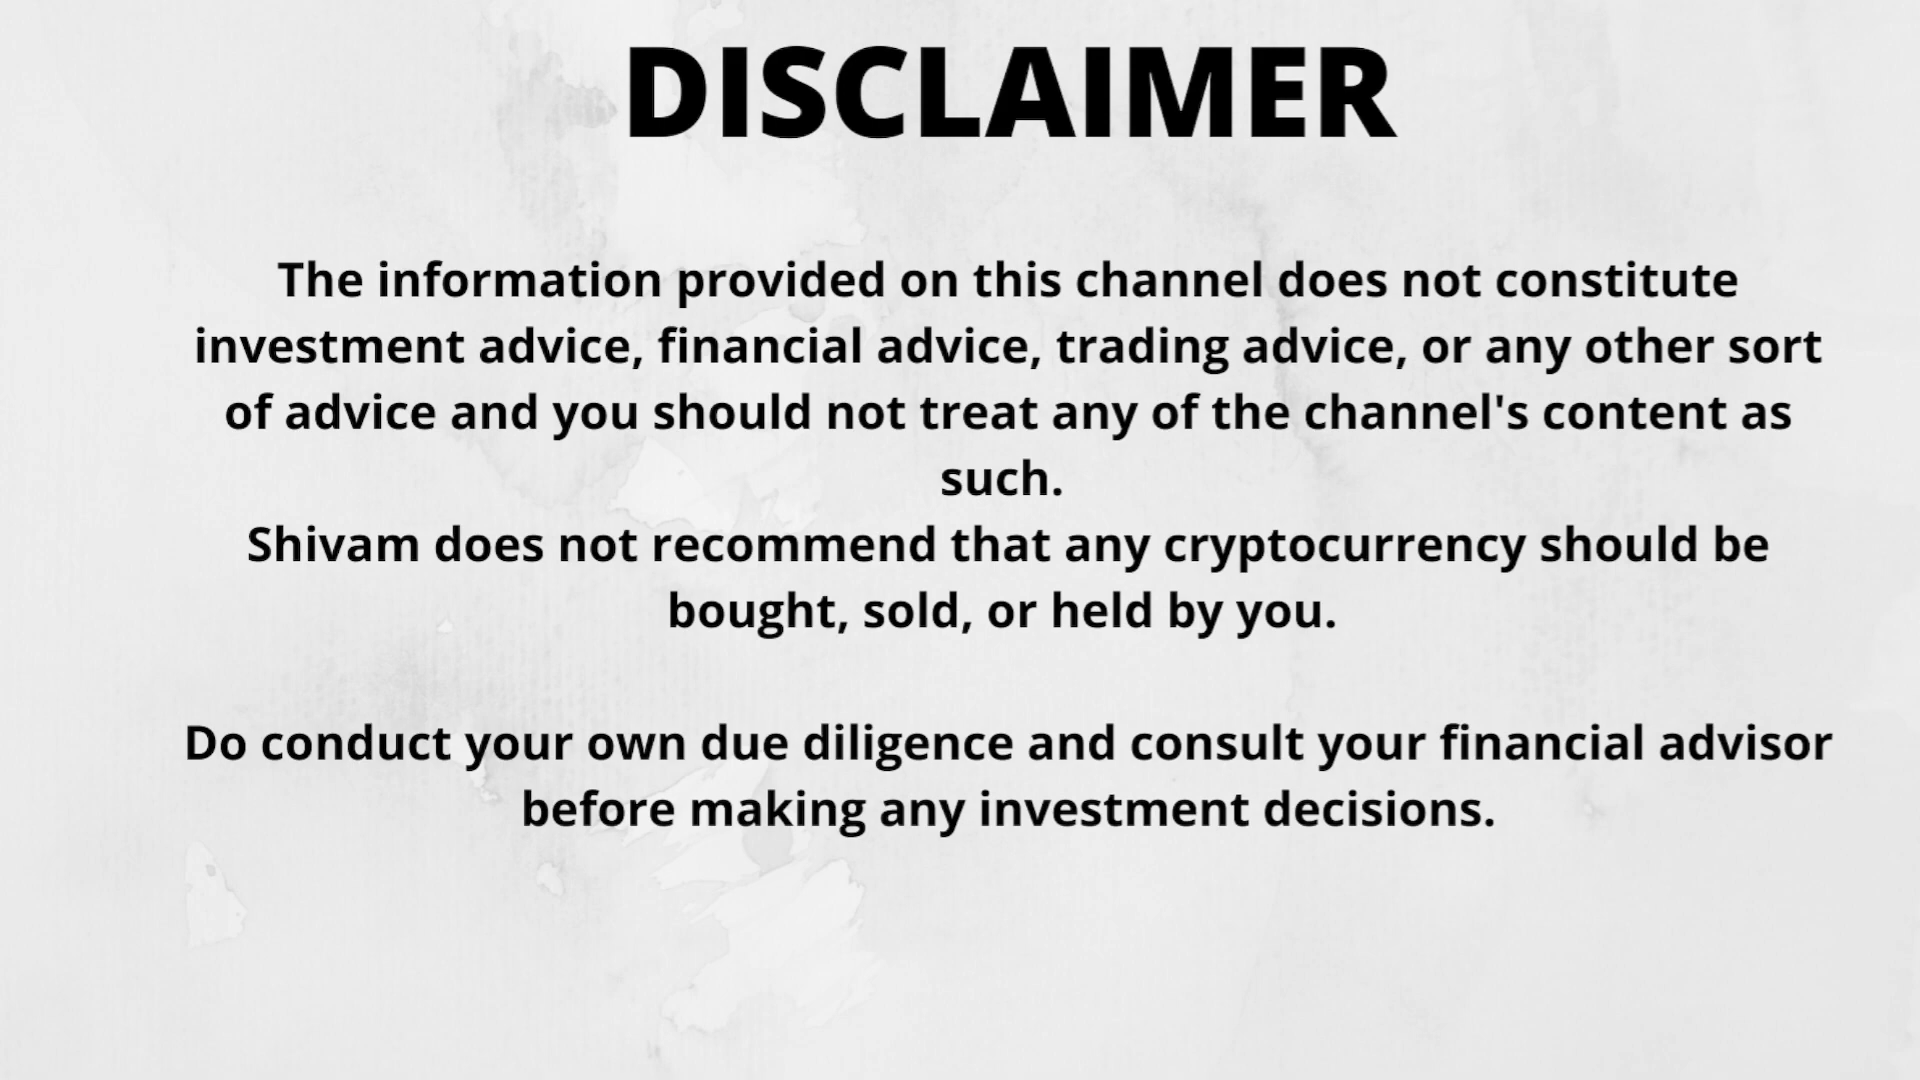 DISCLAIMER
The information provided on this channel does not constitute
investment advice, financial advice, trading advice, or any other sort
of advice and you should not treat any of the channel's content as
such.
Shivam does not recommend that any cryptocurrency should be
bought, sold, or held by you.
Do conduct your own due diligence and consult your financial advisor
before making any investment decisions.